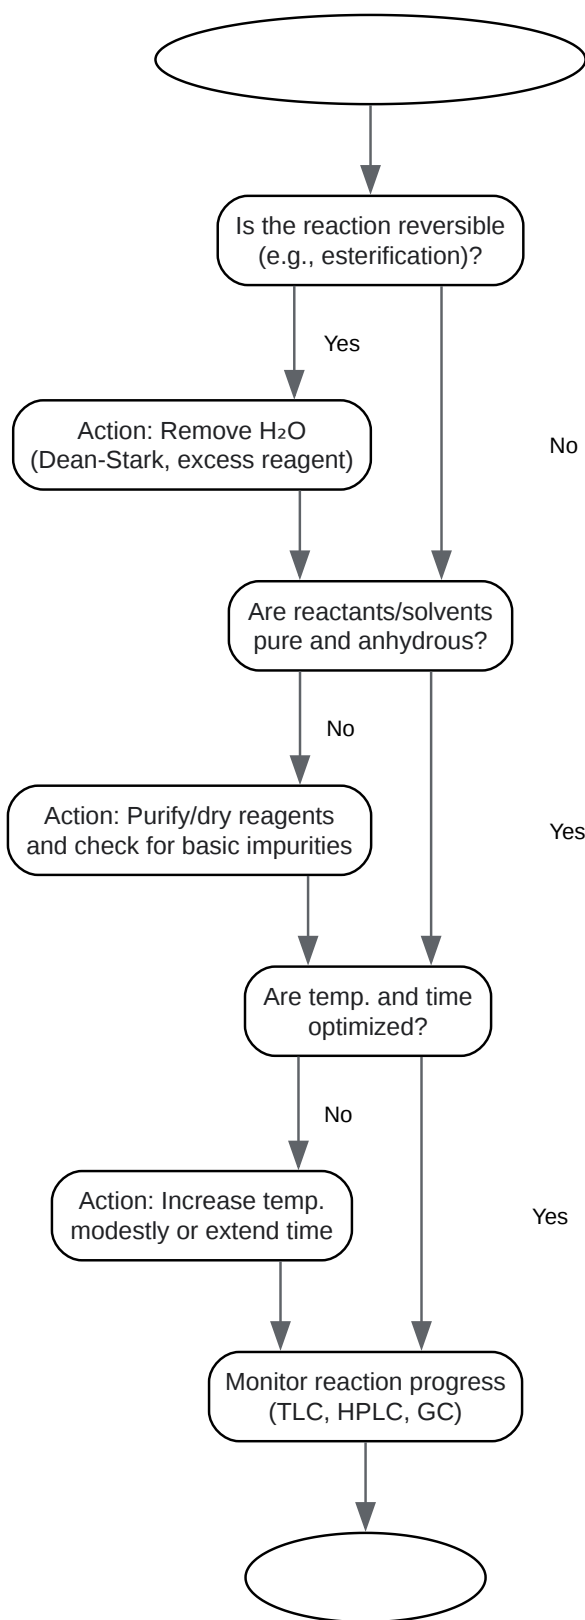 Is the reaction reversible
(e.g., esterification)?
Yes
Action: Remove H₂O
(Dean-Stark, excess reagent)
No
Are reactants/solvents
pure and anhydrous?
No
Action: Purify/dry reagents
and check for basic impurities
Yes
Are temp. and time
optimized?
No
Action: Increase temp.
modestly or extend time
Yes
Monitor reaction progress
(TLC, HPLC, GC)